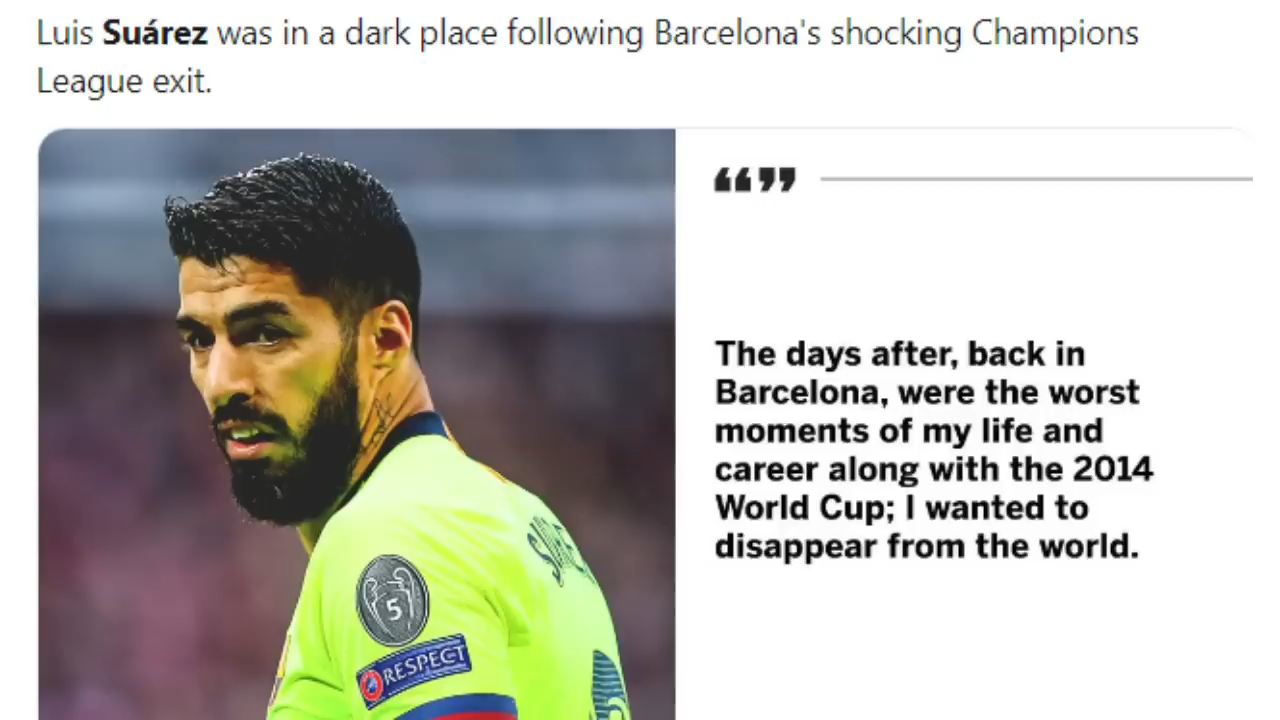 Luis Suárez was in a dark place following Barcelona's shocking Champions
League exit.
““””
The days after, back in
Barcelona, were the worst
moments of my life and
career along with the 2014
World Cup; I wanted to
disappear from the world.
5
RESPECT